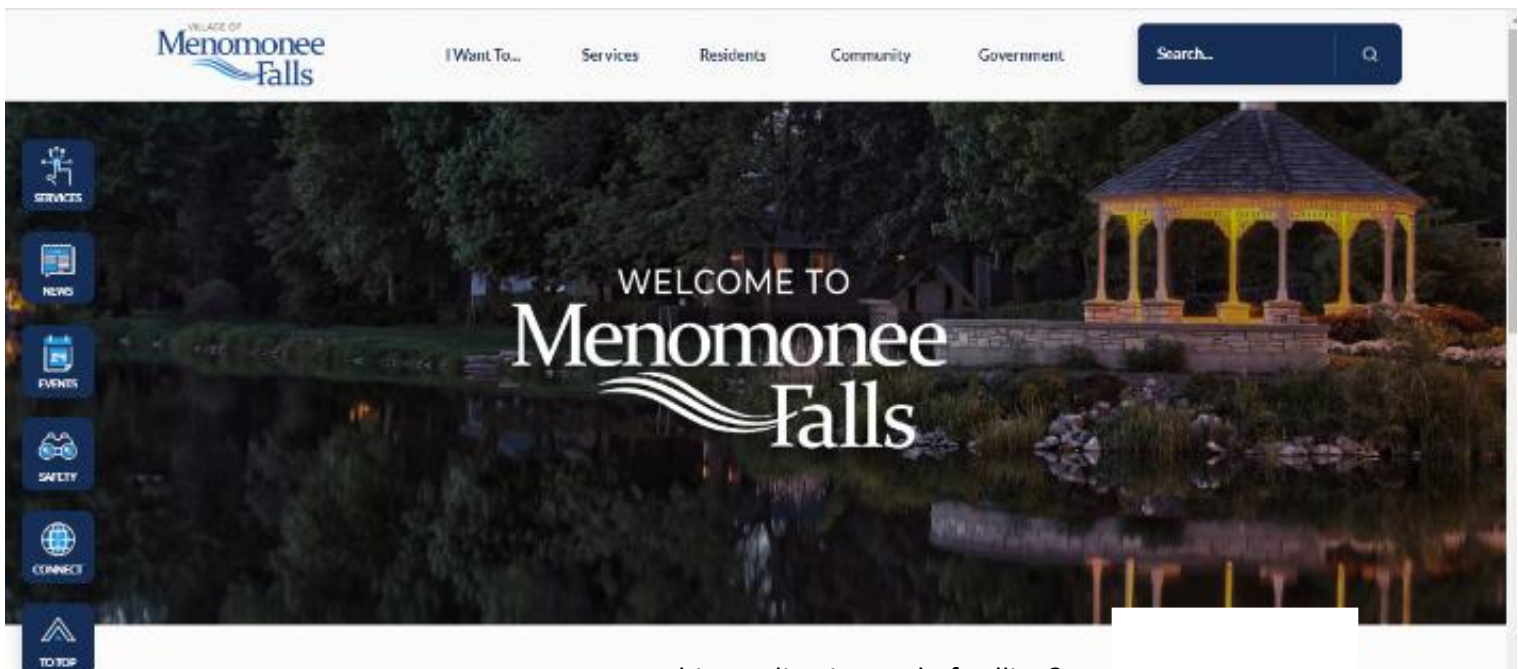 VILLAGE OF
Menomonee
Falls
I Want To...
Services
Residents
Community
Government
Search...
SERVICES
NEWS
EVENTS
SAFETY
CONNECT
TO TOP
WELCOME TO
Menomonee
Falls